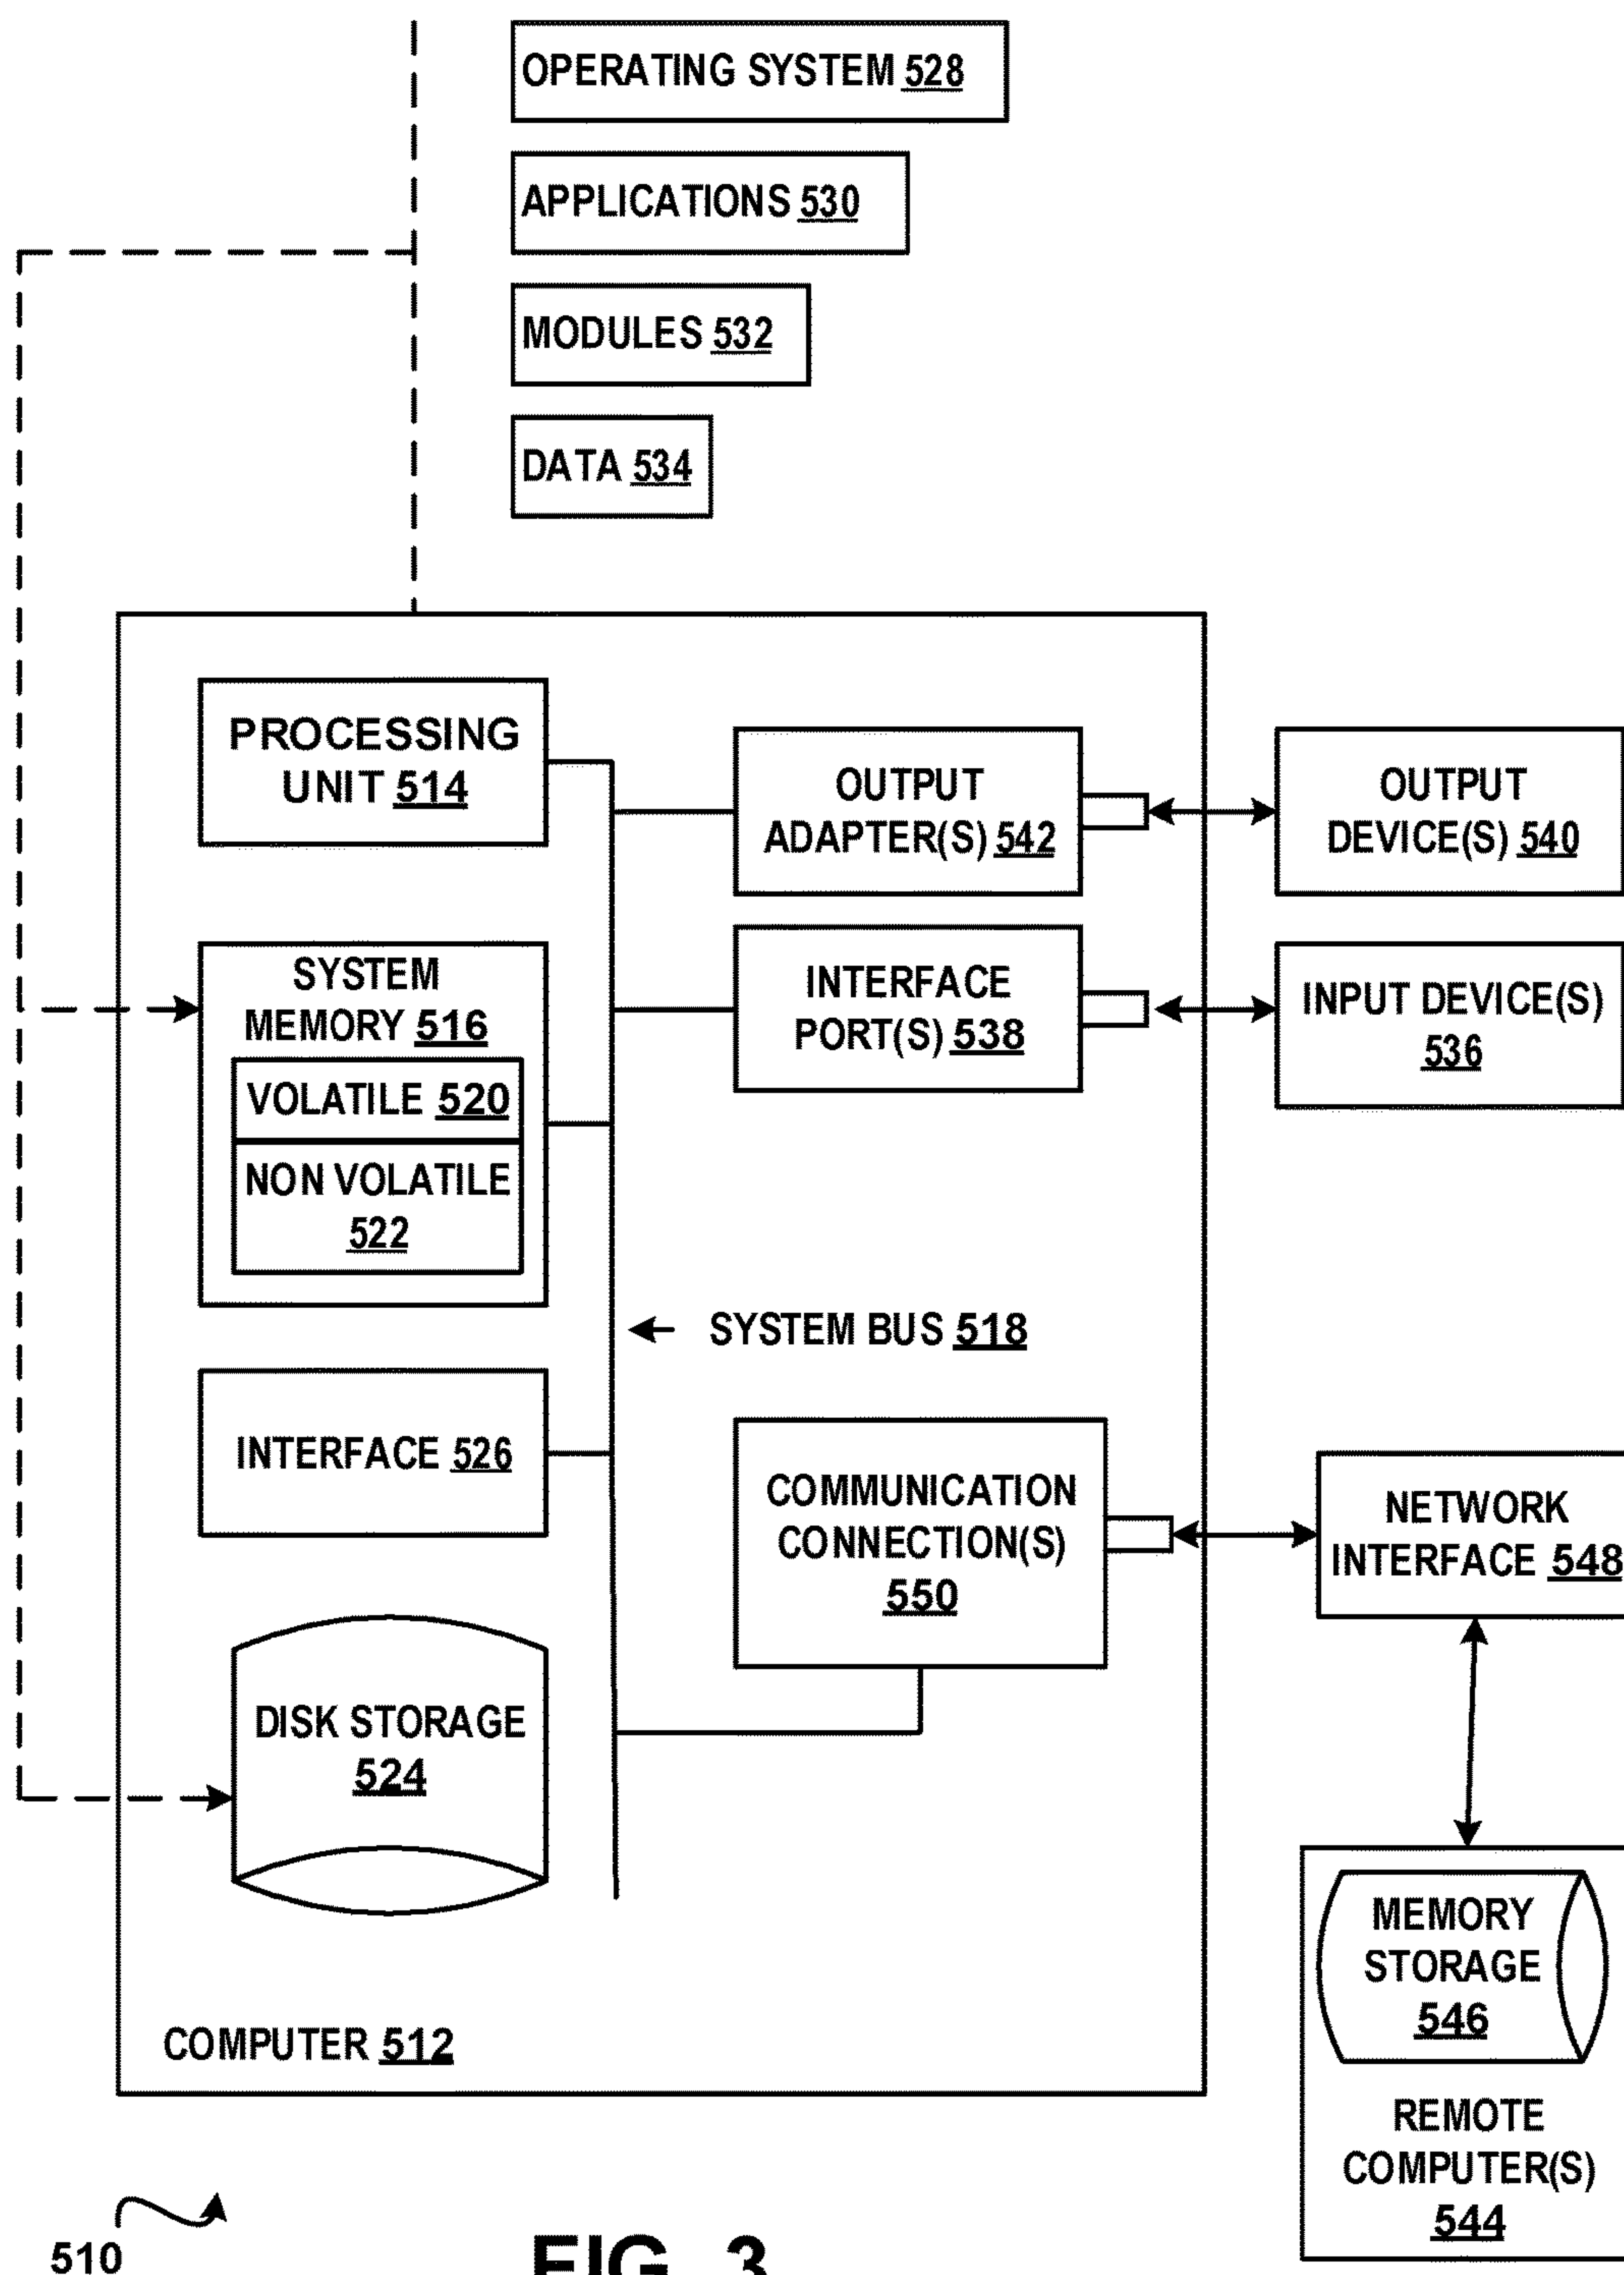 OPERATING SYSTEM 528
APPLICATIONS 530
MODULES 532
DATA 534
PROCESSING
UNIT 514
OUTPUT
ADAPTER(S) 542
OUTPUT
DEVICE(S) 540
SYSTEM
MEMORY 516
VOLATILE 520
NON VOLATILE
522
INTERFACE
PORT(S) 538
INPUT DEVICE(S)
536
SYSTEM BUS 518
INTERFACE 526
COMMUNICATION
CONNECTION(S)
550
NETWORK
INTERFACE 548
DISK STORAGE
524
MEMORY
STORAGE
546
REMOTE
COMPUTER(S)
544
COMPUTER 512
510
FIG. 3